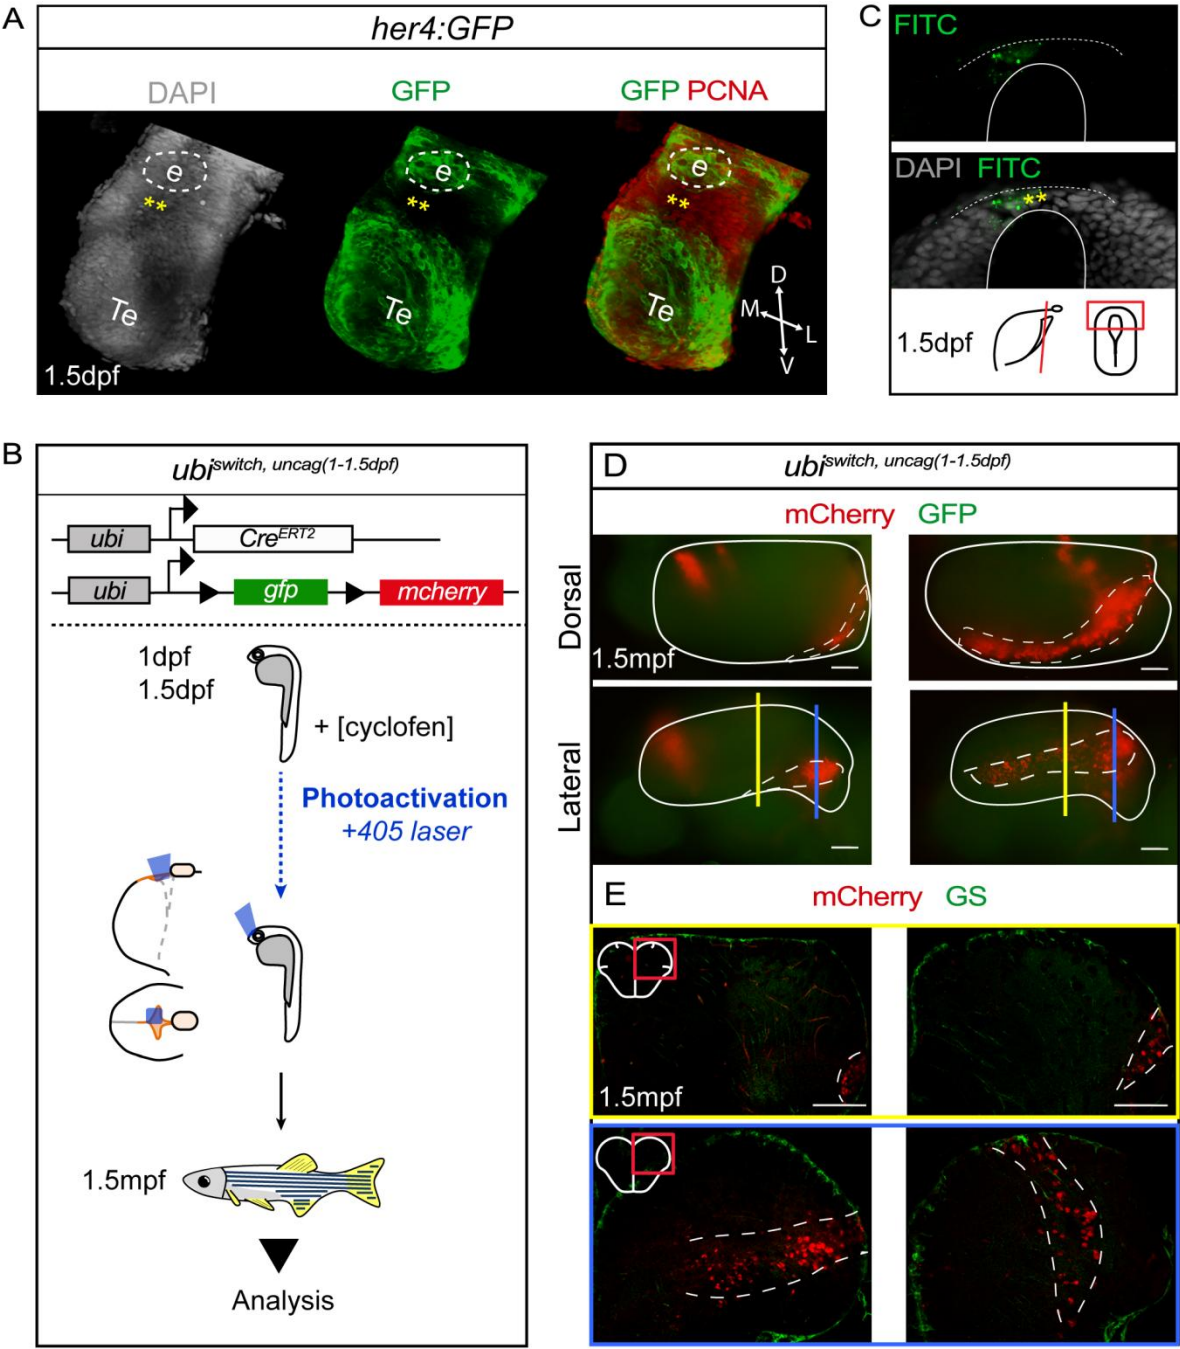 A
her4:GFP
DAPI
GFP
GFP PCNA
e
e
e
**
**
**
Te
Te
Te
D
M
L
V
1.5dpf
C
FITC
DAPI FITC
**
1.5dpf
B
ubi switch, uncag(1-1.5dpf)
ubi
Cre ERT2
ubi
gfp
mcherry
1dpf
1.5dpf
+ [cyclofen]
Photoactivation
+405 laser
1.5mpf
Analysis
D
ubi switch, uncag(1-1.5dpf)
mCherry GFP
Dorsal
1.5mpf
Lateral
E
mCherry GS
1.5mpf